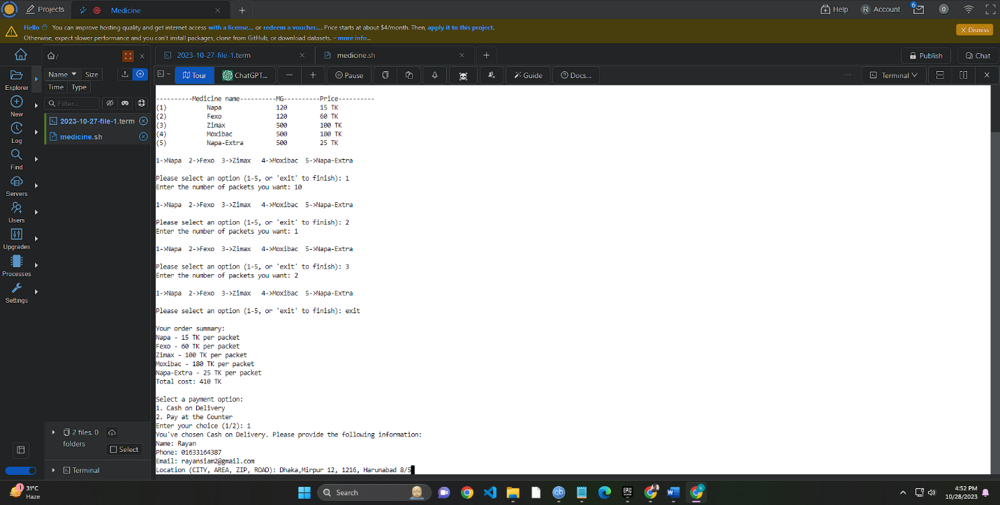 Projects
Medicine
Help
R Account
6
0
Hello You can improve hosting quality and get internet access with a license... or redeem a voucher.... Price starts at about $4/month. Then, apply it to this project.
Otherwise, expect slower performance and you can't install packages, clone from GitHub, or download datasets. – more info...
Dismiss
/
2023-10-27-file-1.term
medicine.sh
Publish
Chat
Explorer
New
Log
Find
Servers
Users
Upgrades
Processes
Settings
Name
Size
Time
Type
Filter...
2023-10-27-file-1.term
medicine.sh
2 files, 0 folders
Select
Terminal
~
Tour
ChatGPT...
Pause
Guide
Docs...
...
Terminal
----------Medicine name----------MG----------Price----------
(1) Napa 120 15 TK
(2) Fexo 120 60 TK
(3) Zimax 500 100 TK
(4) Moxibac 500 180 TK
(5) Napa-Extra 500 25 TK
1->Napa 2->Fexo 3->Zimax 4->Moxibac 5->Napa-Extra
Please select an option (1-5, or 'exit' to finish): 1
Enter the number of packets you want: 10
1->Napa 2->Fexo 3->Zimax 4->Moxibac 5->Napa-Extra
Please select an option (1-5, or 'exit' to finish): 2
Enter the number of packets you want: 1
1->Napa 2->Fexo 3->Zimax 4->Moxibac 5->Napa-Extra
Please select an option (1-5, or 'exit' to finish): 3
Enter the number of packets you want: 2
1->Napa 2->Fexo 3->Zimax 4->Moxibac 5->Napa-Extra
Please select an option (1-5, or 'exit' to finish): exit
Your order summary:
Napa - 15 TK per packet
Fexo - 60 TK per packet
Zimax - 100 TK per packet
Moxibac - 180 TK per packet
Napa-Extra - 25 TK per packet
Total cost: 410 TK
Select a payment option:
1. Cash on Delivery
2. Pay at the Counter
Enter your choice (1/2): 1
You've chosen Cash on Delivery. Please provide the following information:
Name: Rayan
Phone: 01633164387
Email: rayansiam2@gmail.com
Location (CITY, AREA, ZIP, ROAD): Dhaka,Mirpur 12, 1216, Harunabad 8/5
1
31°C
Haze
Search
EPIC GAMES
4:52 PM
10/28/2023